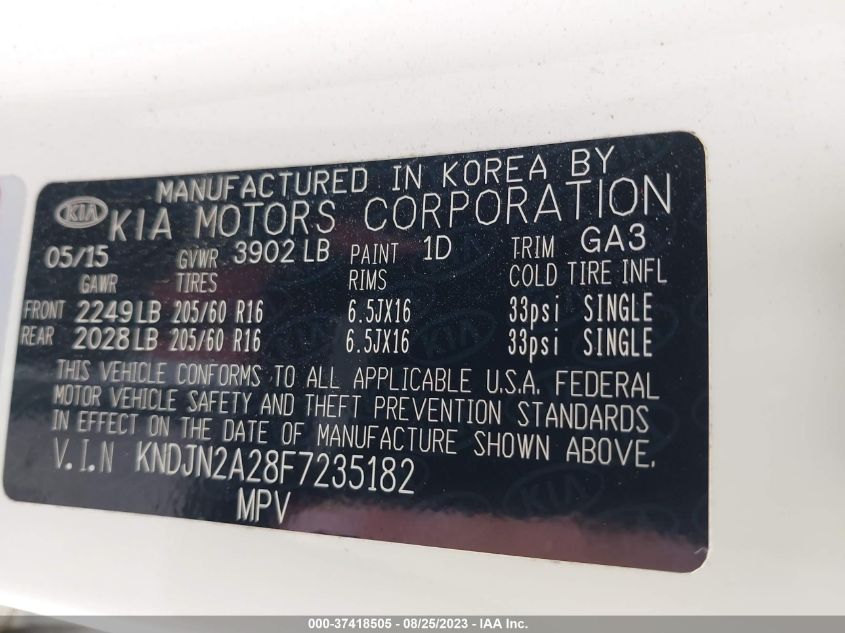 MANUFACTURED IN KOREA BY
KIA KIA MOTORS CORPORATION
05/15 GVWR 3902 LB PAINT 1D TRIM GA3
GAWR TIRES RIMS COLD TIRE INFL
FRONT 2249 LB 205/60 R16 6.5JX16 33psi SINGLE
REAR 2028 LB 205/60 R16 6.5JX16 33psi SINGLE
THIS VEHICLE CONFORMS TO ALL APPLICABLE U.S.A. FEDERAL
MOTOR VEHICLE SAFETY AND THEFT PREVENTION STANDARDS
IN EFFECT ON THE DATE OF MANUFACTURE SHOWN ABOVE.
V.I.N KNDJN2A28F7235182
MPV
000-37418505 - 08/25/2023 - IAA Inc.